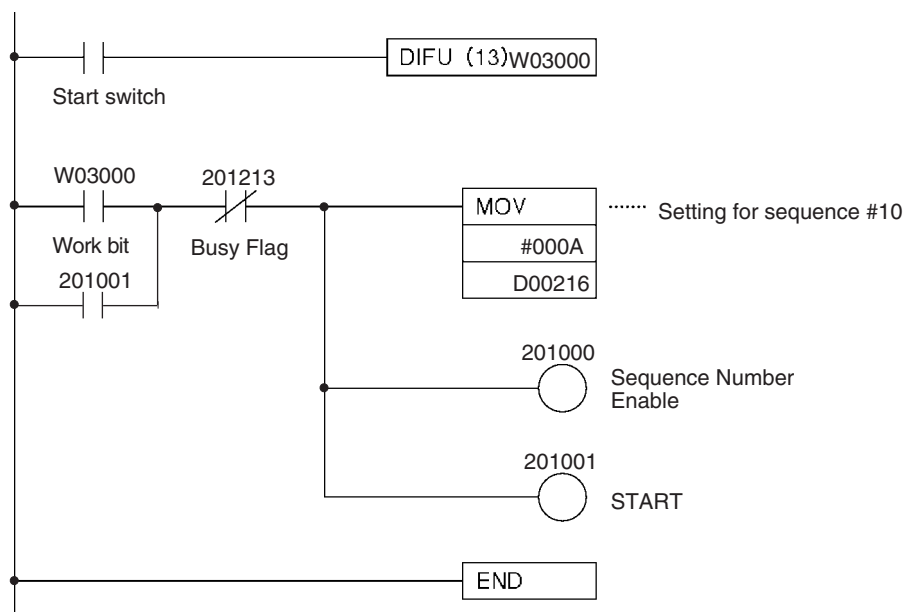 DIFU (13)W03000
Start switch
W03000
201213
MOV
······· Setting for sequence #10
Work bit
Busy Flag
#000A
201001
D00216
201000
Sequence Number
Enable
201001
START
END